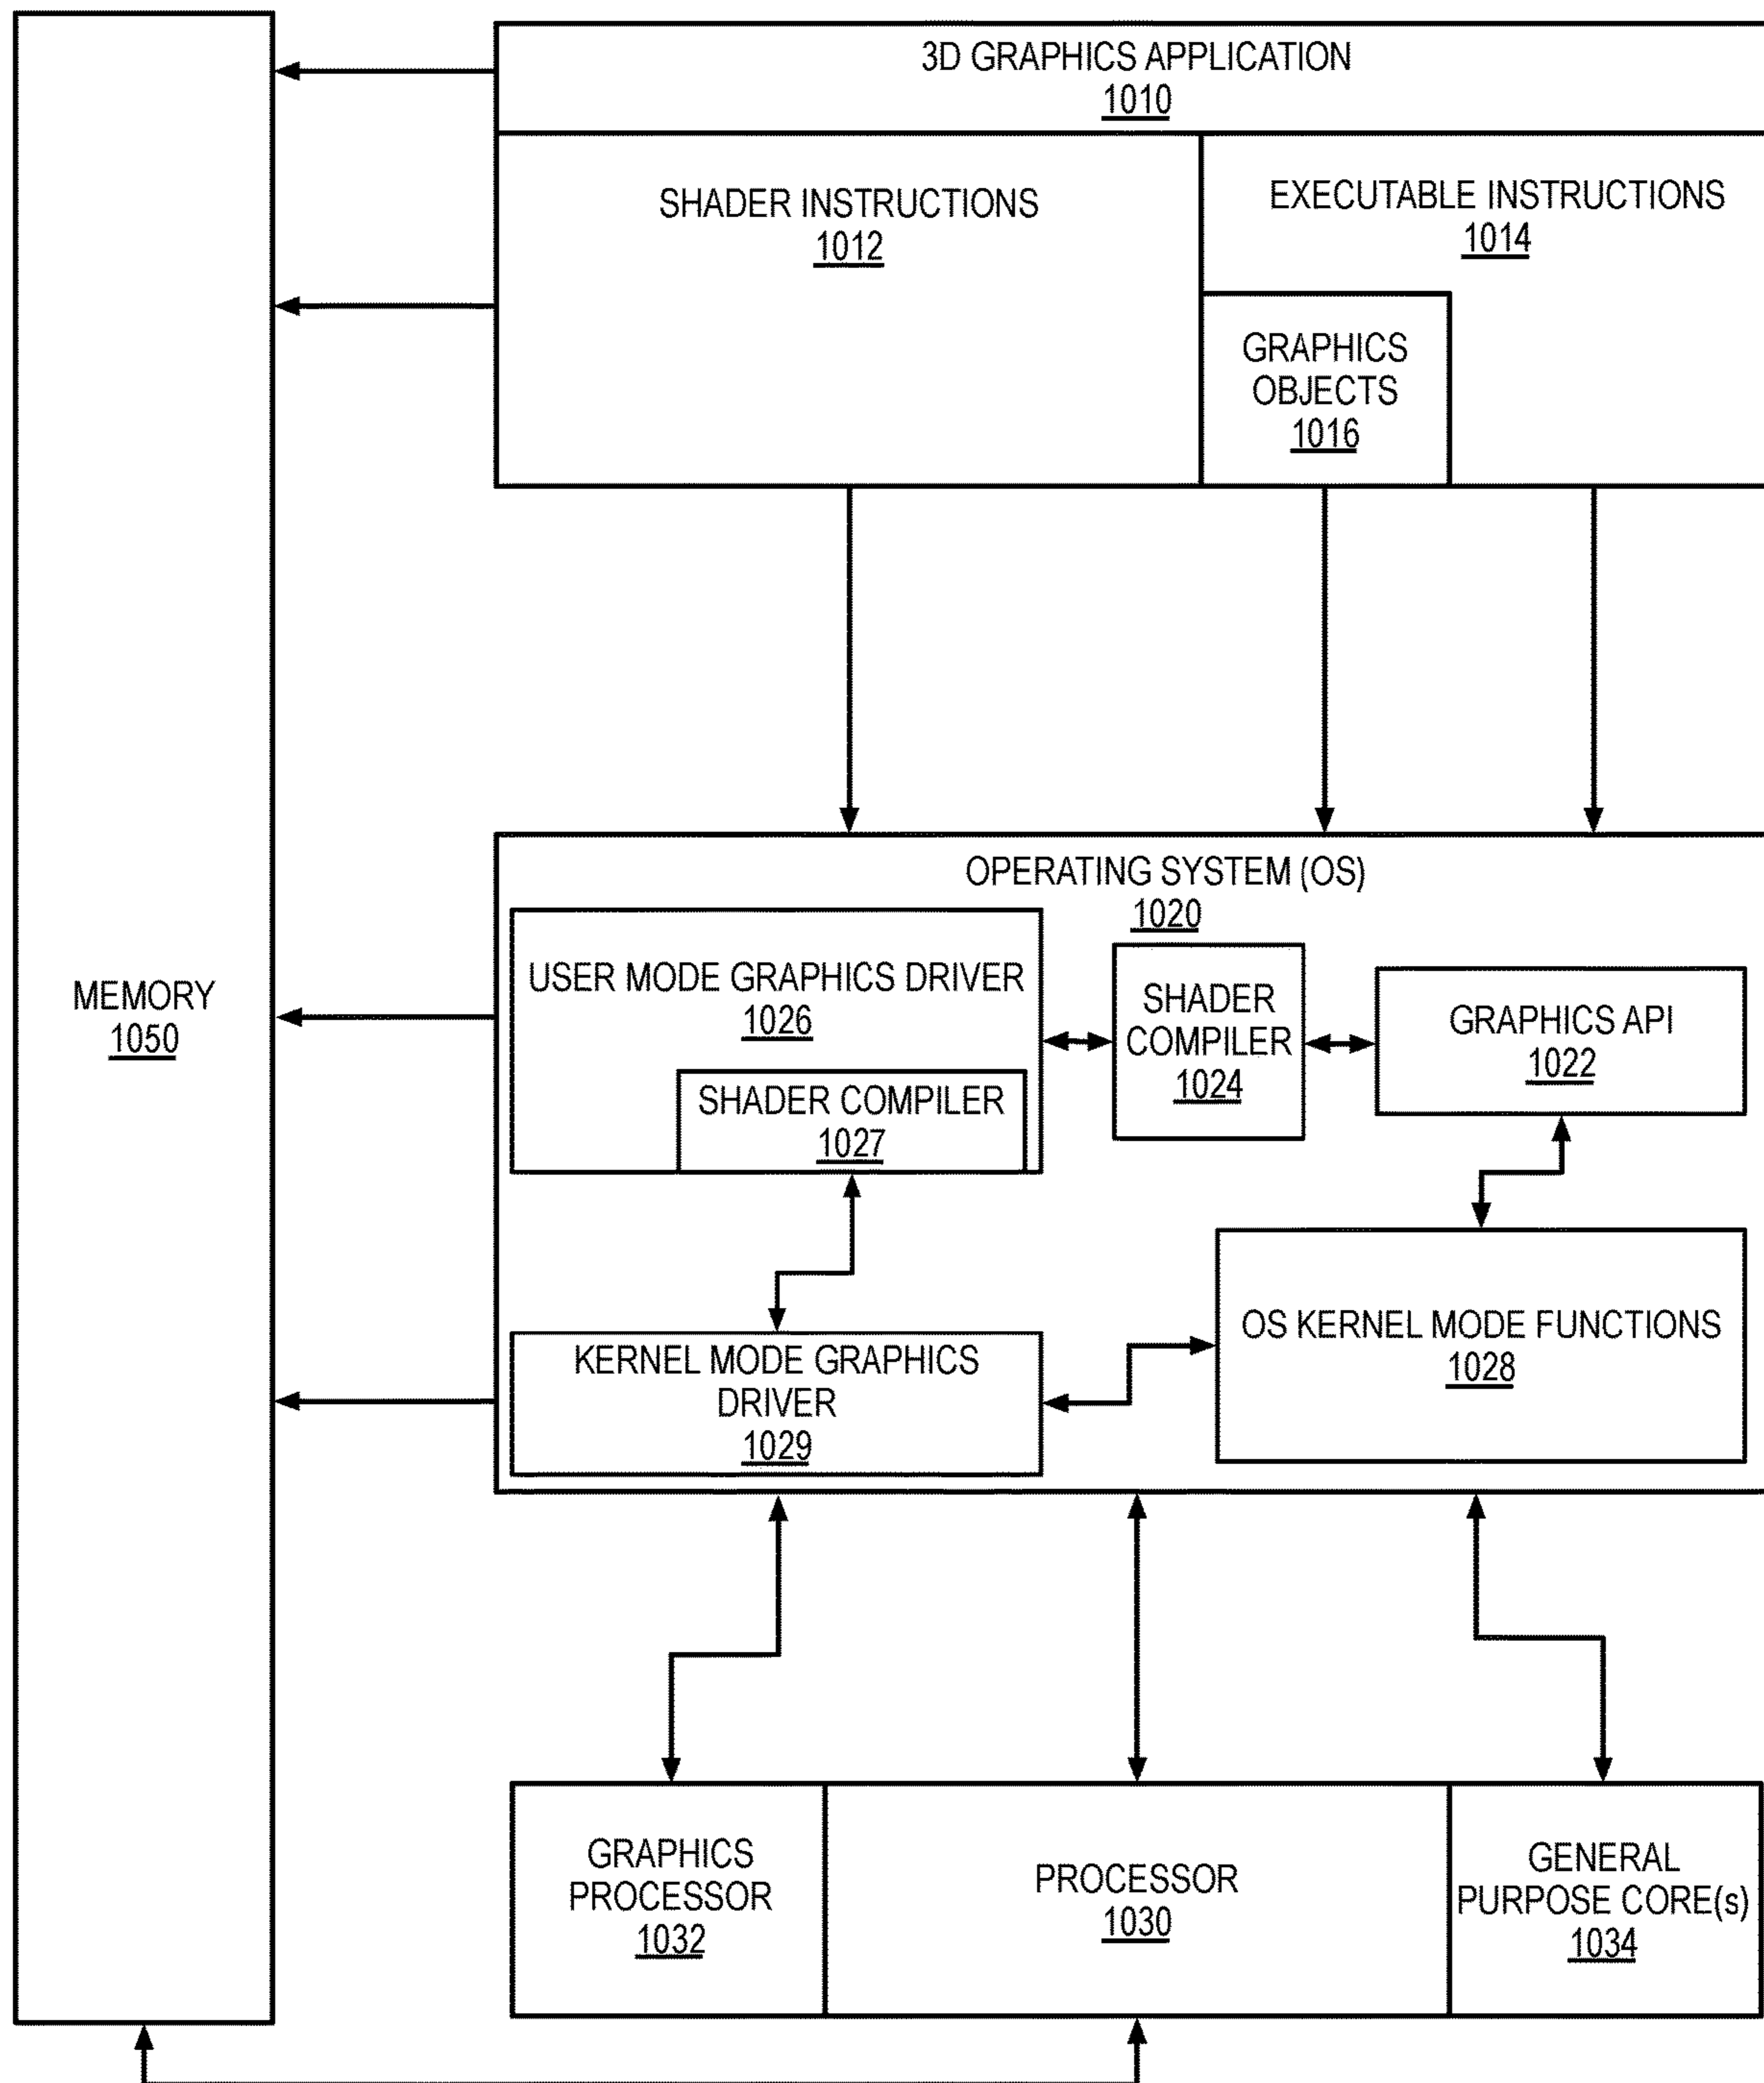 3D GRAPHICS APPLICATION
1010
SHADER INSTRUCTIONS
1012
EXECUTABLE INSTRUCTIONS
1014
GRAPHICS
OBJECTS
1016
MEMORY
1050
OPERATING SYSTEM (OS)
1020
USER MODE GRAPHICS DRIVER
1026
SHADER COMPILER
1027
SHADER
COMPILER
1024
GRAPHICS API
1022
KERNEL MODE GRAPHICS
DRIVER
1029
OS KERNEL MODE FUNCTIONS
1028
GRAPHICS
PROCESSOR
1032
PROCESSOR
1030
GENERAL
PURPOSE CORE(s)
1034